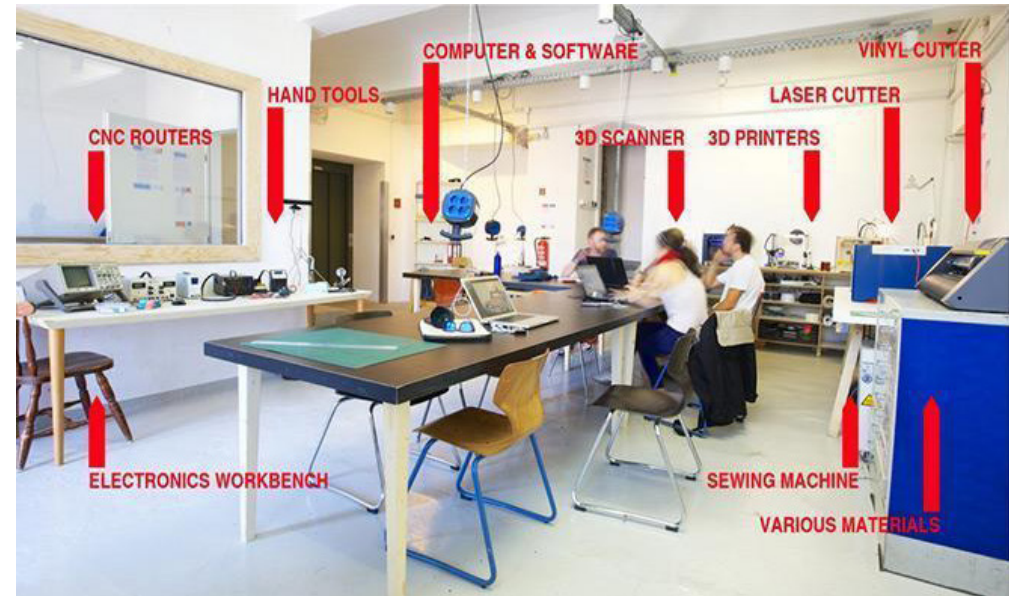 COMPUTER & SOFTWARE
VINYL CUTTER
HAND TOOLS
LASER CUTTER
CNC ROUTERS
3D SCANNER
3D PRINTERS
ELECTRONICS WORKBENCH
SEWING MACHINE
VARIOUS MATERIALS